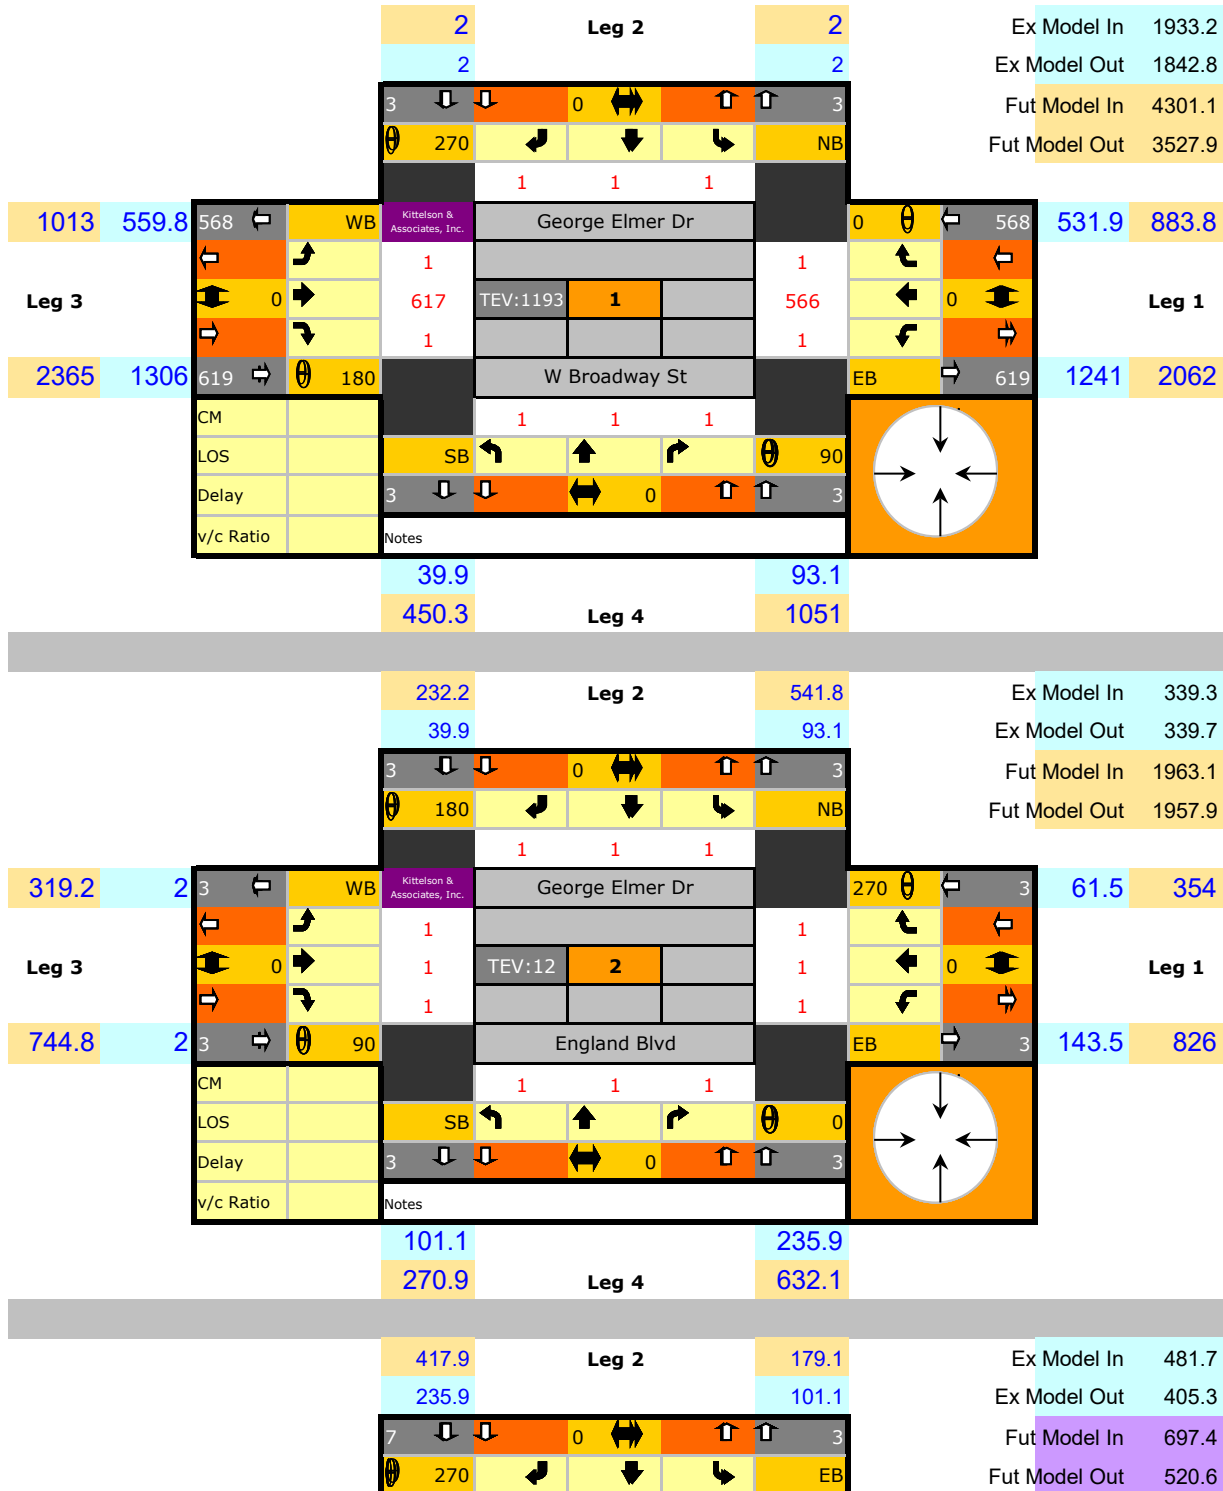 2 Leg 2 2 Ex Model In 1933.2
2 2 Ex Model Out 1842.8
3 0 3 Fut Model In 4301.1
270 NB Fut Model Out 3527.9
1 1 1
1013 559.8 568 WB Kittelson & Associates, Inc. George Elmer Dr 0 568 531.9 883.8
1 1
Leg 3 0 617 TEV:1193 1 566 0 Leg 1
1 1
2365 1306 619 180 W Broadway St EB 619 1241 2062
CM 1 1 1
LOS SB 90
Delay 3 0 3
v/c Ratio Notes
39.9 93.1
450.3 Leg 4 1051
232.2 Leg 2 541.8 Ex Model In 339.3
39.9 93.1 Ex Model Out 339.7
3 0 3 Fut Model In 1963.1
180 NB Fut Model Out 1957.9
1 1 1
319.2 2 3 WB Kittelson & Associates, Inc. George Elmer Dr 270 3 61.5 354
1 1
Leg 3 0 1 TEV:12 2 1 0 Leg 1
1 1
744.8 2 3 90 England Blvd EB 3 143.5 826
CM 1 1 1
LOS SB 0
Delay 3 0 3
v/c Ratio Notes
101.1 235.9
270.9 Leg 4 632.1
417.9 Leg 2 179.1 Ex Model In 481.7
235.9 101.1 Ex Model Out 405.3
7 0 3 Fut Model In 697.4
270 EB Fut Model Out 520.6